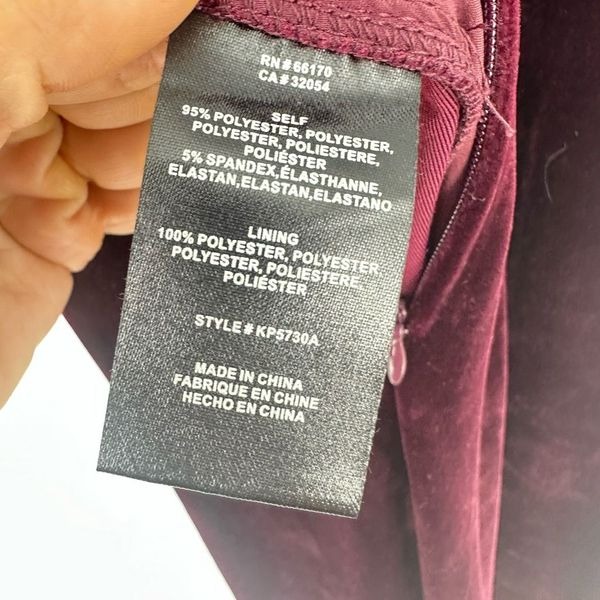 RN # 66170
CA # 32054
SELF
95% POLYESTER, POLYESTER,
POLYESTER, POLIESTERE,
POLIÉSTER
5% SPANDEX,ÉLASTHANNE,
ELASTAN,ELASTAN,ELASTANO
LINING
100% POLYESTER, POLYESTER
POLYESTER, POLIESTERE
POLIÉSTER
STYLE# KP5730A
MADE IN CHINA
FABRIQUE EN CHINE
HECHO EN CHINA